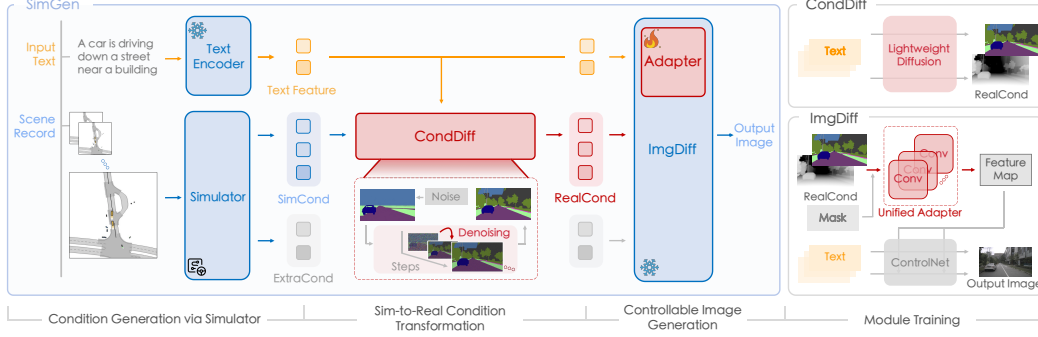 SimGen
Input
Text
A car is driving
down a street
near a building
Text
Encoder
Text Feature
Adapter
Scene
Record
Simulator
SimCond
ExtraCond
CondDiff
Noise
Denoising
Steps
RealCond
ImgDiff
Output
Image
Condition Generation via Simulator
Sim-to-Real Condition
Transformation
Controllable Image
Generation
Module Training
CondDiff
Text
Lightweight
Diffusion
RealCond
ImgDiff
RealCond
Mask
Conv
Conv
Conv
Unified Adapter
Feature
Map
Text
ControlNet
Output Image